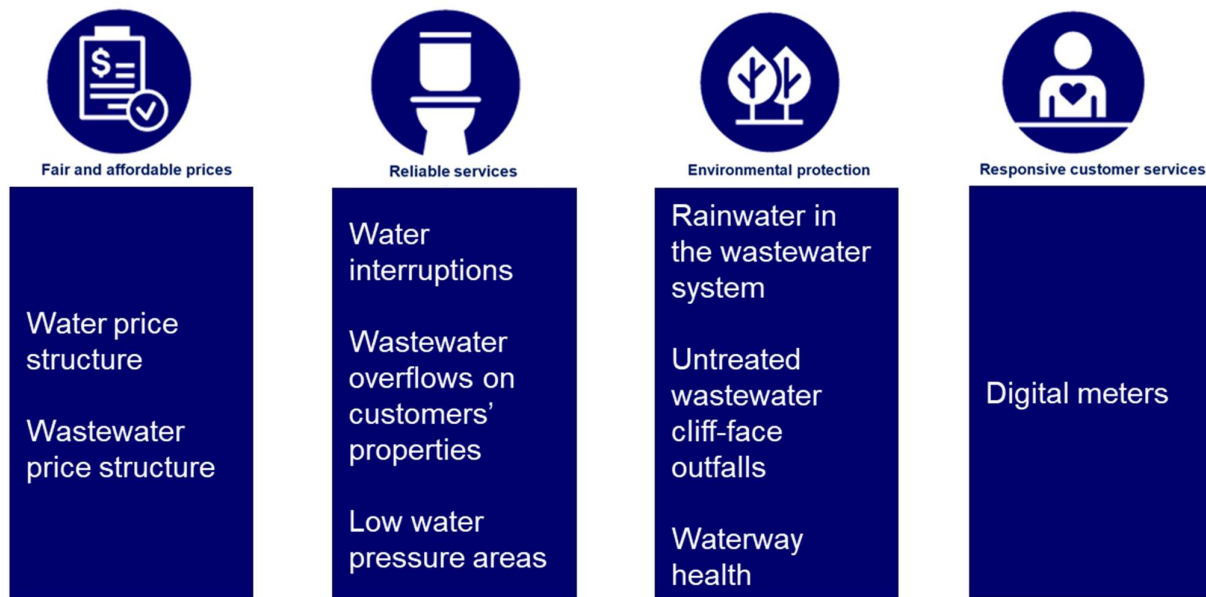 $
Fair and affordable prices
Water price
structure
Wastewater
price structure
Reliable services
Water
interruptions
Wastewater
overflows on
customers’
properties
Low water
pressure areas
Environmental protection
Rainwater in
the wastewater
system
Untreated
wastewater
cliff-face
outfalls
Waterway
health
Responsive customer services
Digital meters